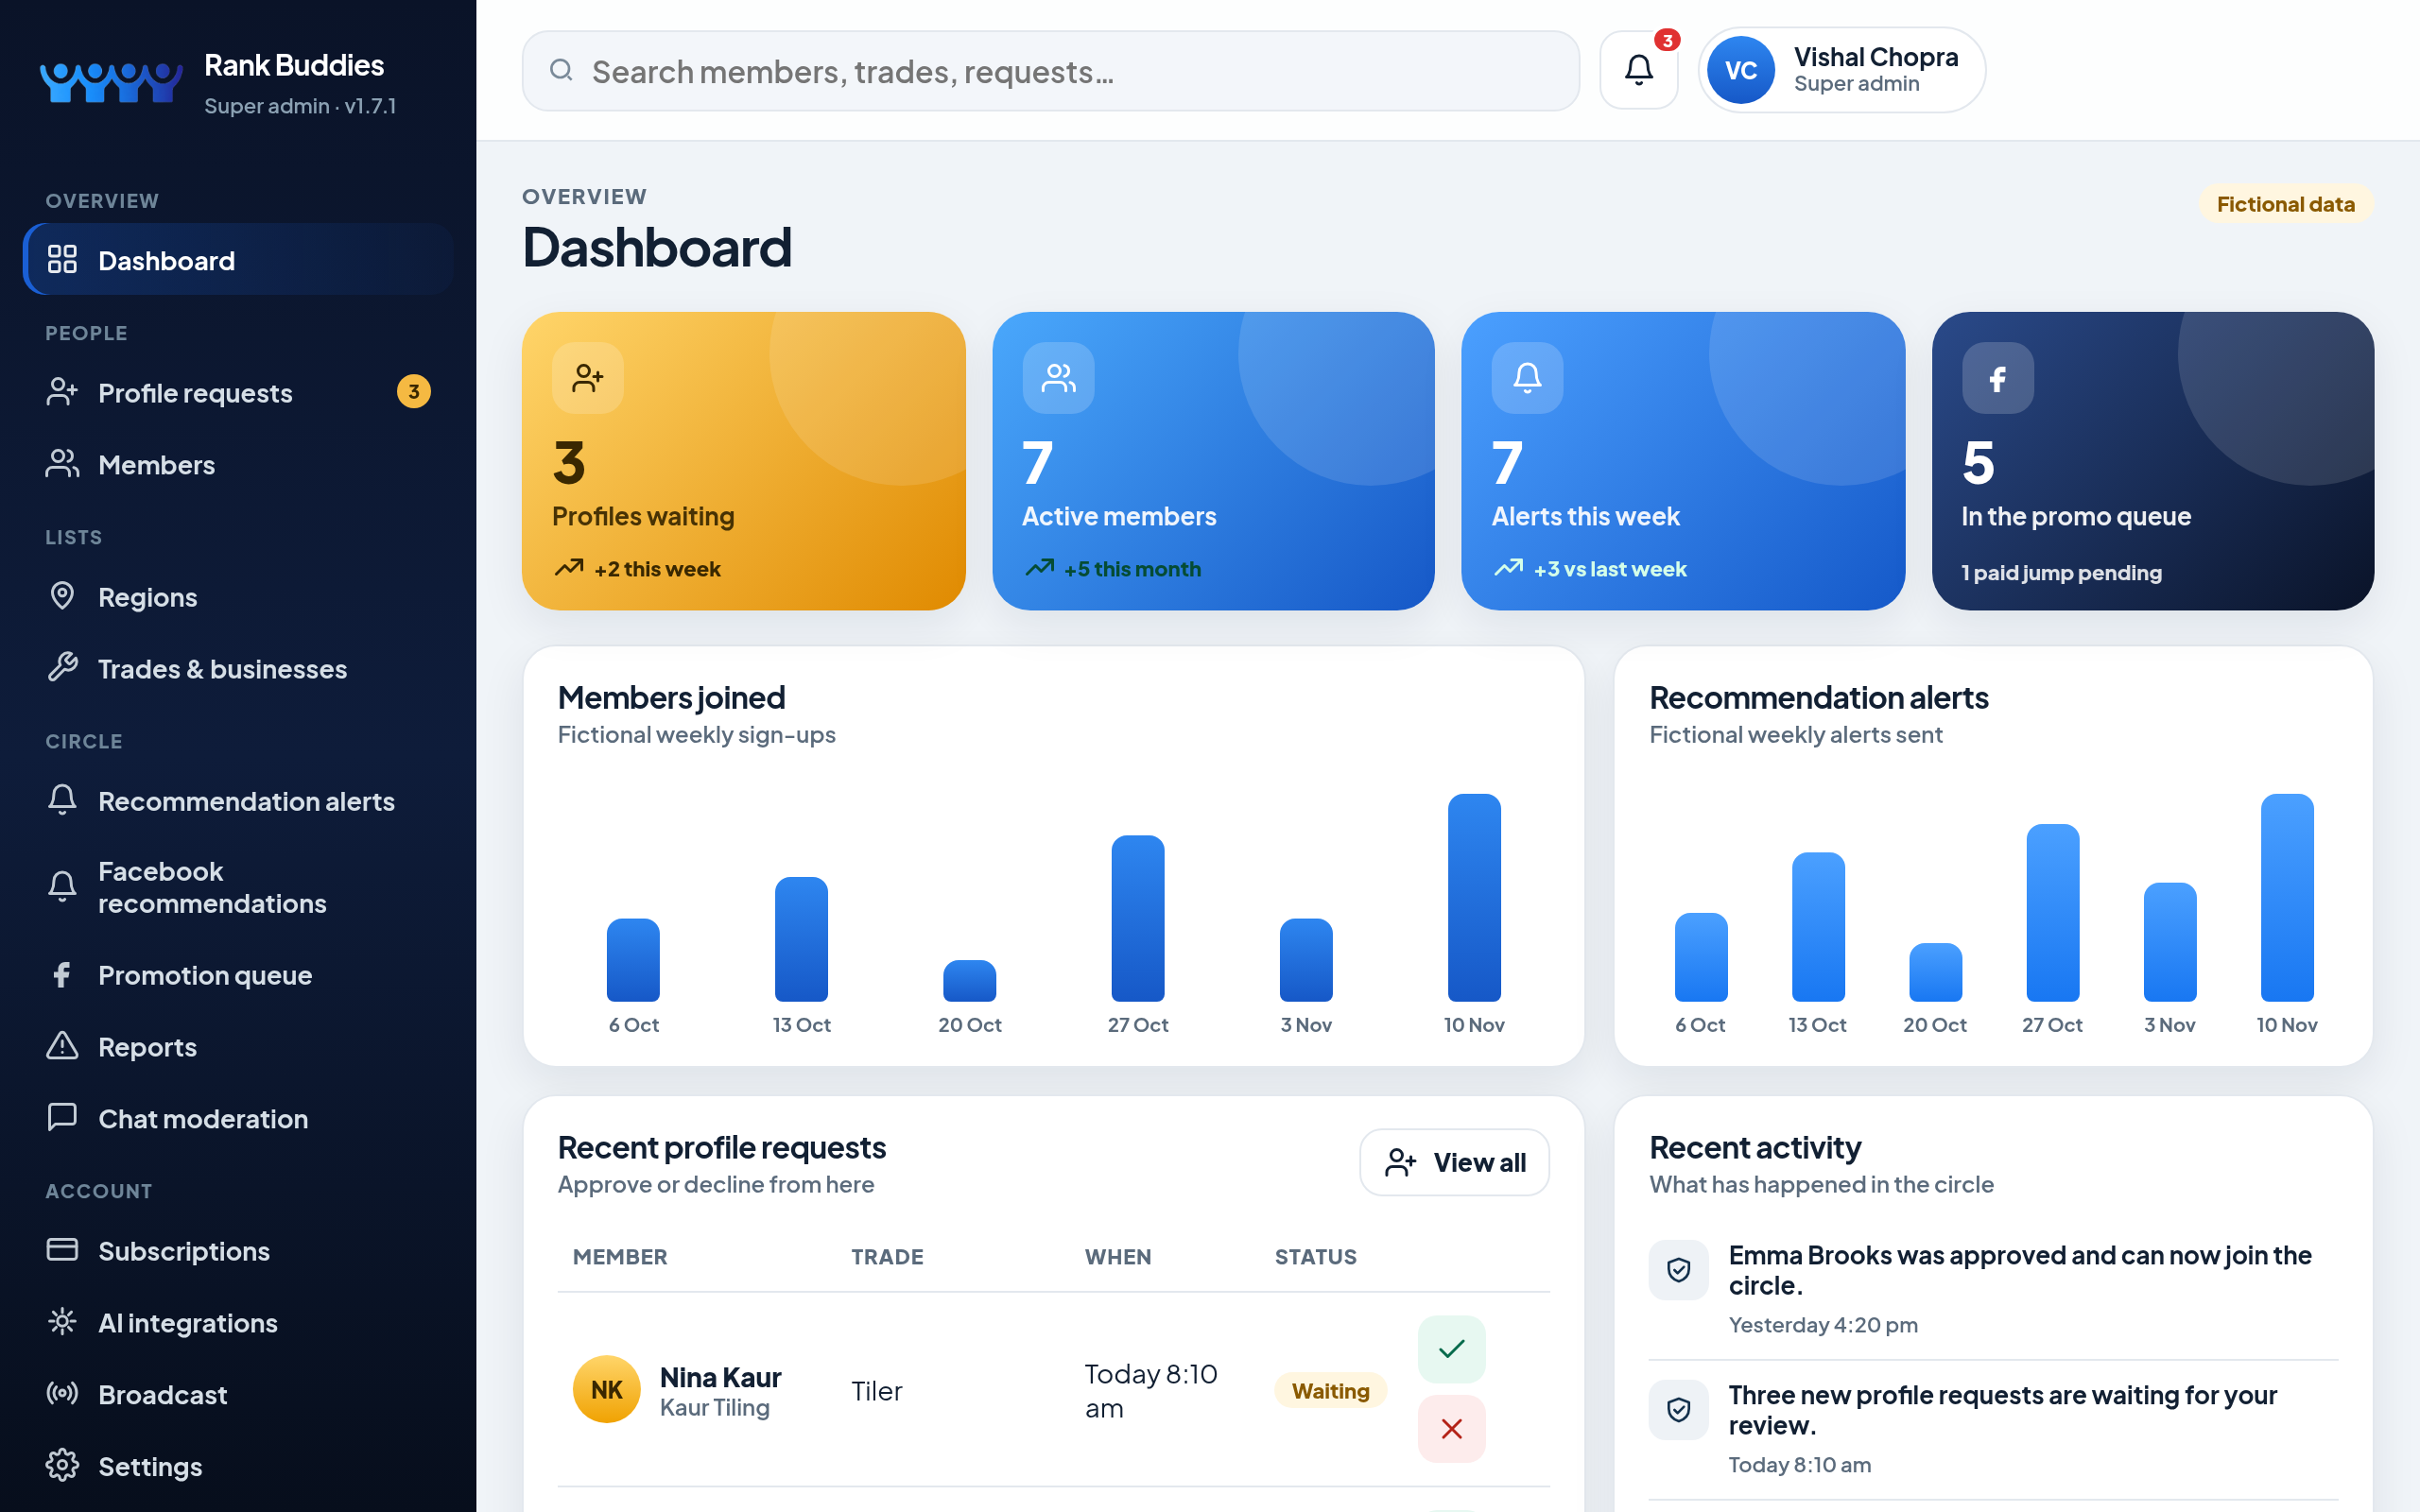 Rank Buddies
Super admin · v1.7.1
OVERVIEW
Dashboard
PEOPLE
Profile requests
3
Members
LISTS
Regions
Trades & businesses
CIRCLE
Recommendation alerts
Facebook
recommendations
Promotion queue
Reports
Chat moderation
ACCOUNT
Subscriptions
AI integrations
Broadcast
Settings
Search members, trades, requests…
3
VC
Vishal Chopra
Super admin
OVERVIEW
Dashboard
Fictional data
3
Profiles waiting
+2 this week
7
Active members
+5 this month
7
Alerts this week
+3 vs last week
5
In the promo queue
1 paid jump pending
Members joined
Fictional weekly sign-ups
6 Oct
13 Oct
20 Oct
27 Oct
3 Nov
10 Nov
Recommendation alerts
Fictional weekly alerts sent
6 Oct
13 Oct
20 Oct
27 Oct
3 Nov
10 Nov
Recent profile requests
Approve or decline from here
View all
MEMBER
TRADE
WHEN
STATUS
NK
Nina Kaur
Kaur Tiling
Tiler
Today 8:10
am
Waiting
Recent activity
What has happened in the circle
Emma Brooks was approved and can now join the
circle.
Yesterday 4:20 pm
Three new profile requests are waiting for your
review.
Today 8:10 am